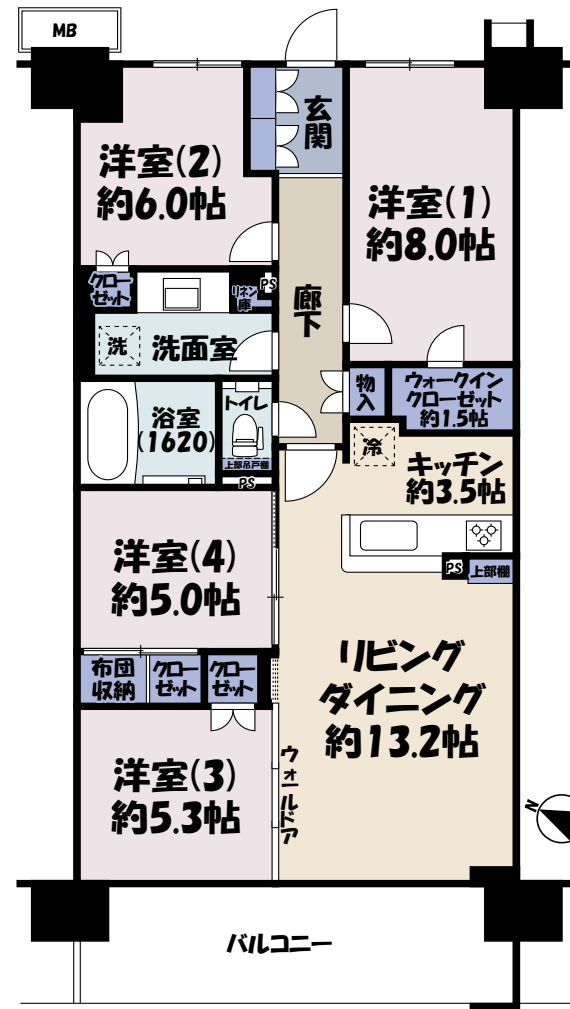 MB
玄
関
洋室(2)
約6.0帖
洋室(1)
約8.0帖
クロー
ゼット
リネン
庫
PS
廊
下
洗
洗面室
物
入
ウォークイン
クローゼット
約1.5帖
浴室
(1620)
トイレ
上部吊戸棚
PS
冷
キッチン
約3.5帖
洋室(4)
約5.0帖
PS
上部棚
布団
収納
クロー
ゼット
クロー
ゼット
リビング
ダイニング
約13.2帖
洋室(3)
約5.3帖
ウォールドア
N
バルコニー